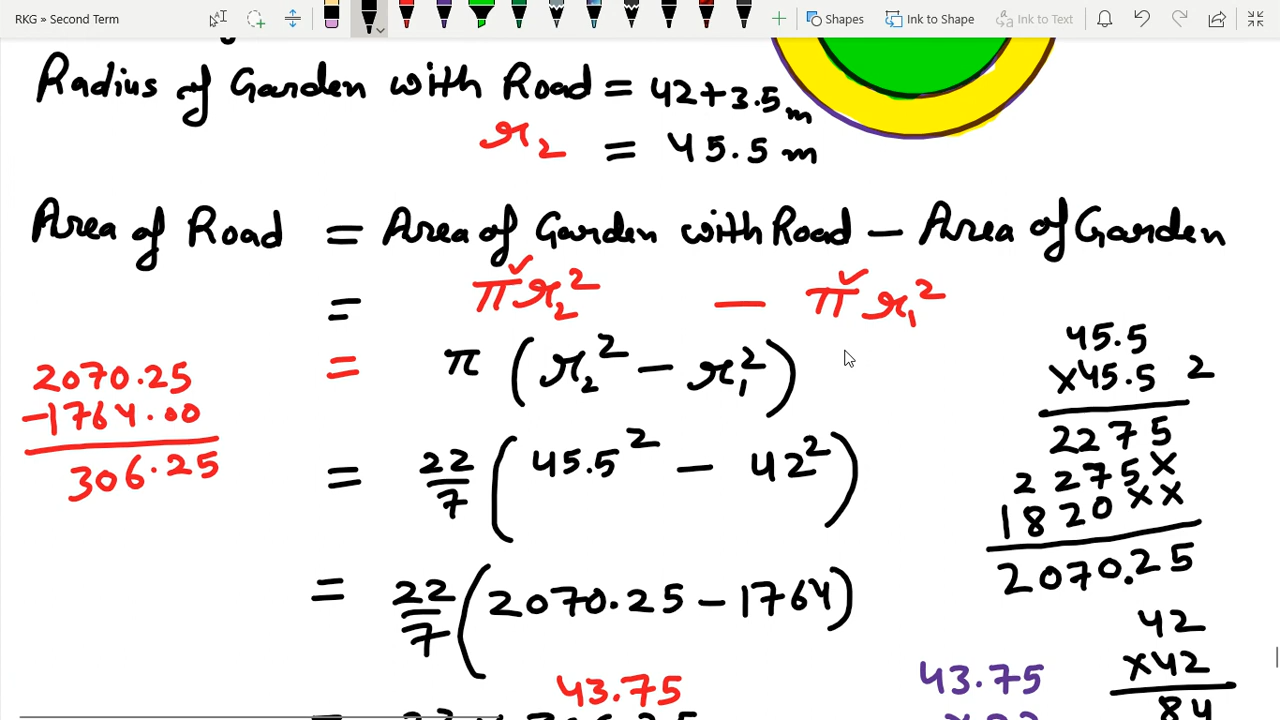 RKG » Second Term
Shapes
Ink to Shape
Ink to Text
Radius of Garden with Road = 42+3.5 m
r₂ = 45.5 m
Area of Road = Area of Garden with Road − Area of Garden
= πr₂² − πr₁²
= π (r₂² − r₁²)
= 22/7 (45.5² − 42²)
= 22/7 (2070.25 − 1764)
43.75
2070.25
−1764.00
306.25
45.5
×45.5 2
2275
2275×
1820××
2070.25
42
×42
84
43.75